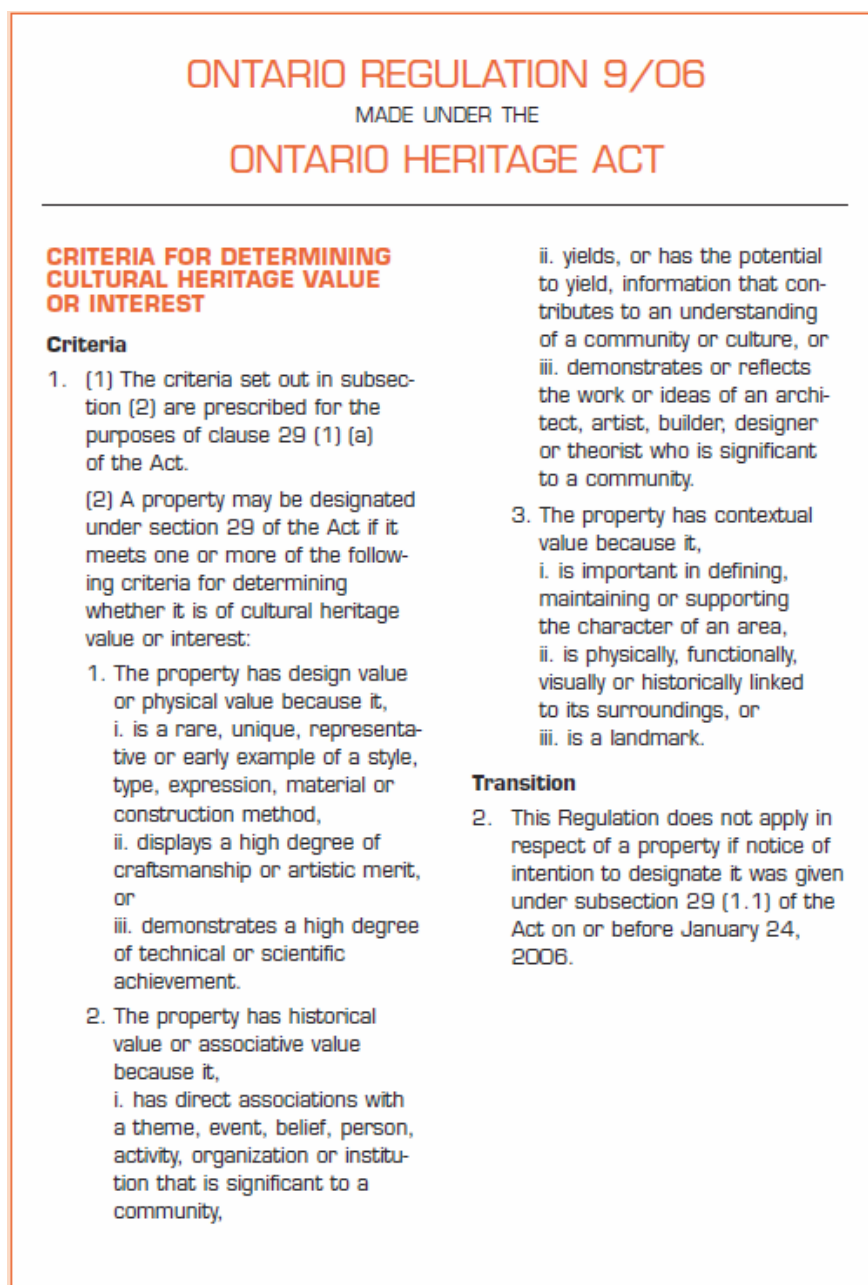 ONTARIO REGULATION 9/06
MADE UNDER THE
ONTARIO HERITAGE ACT
CRITERIA FOR DETERMINING
CULTURAL HERITAGE VALUE
OR INTEREST
Criteria
1. (1) The criteria set out in subsec-
tion (2) are prescribed for the
purposes of clause 29 (1) (a)
of the Act.
(2) A property may be designated
under section 29 of the Act if it
meets one or more of the follow-
ing criteria for determining
whether it is of cultural heritage
value or interest:
1. The property has design value
or physical value because it,
i. is a rare, unique, representa-
tive or early example of a style,
type, expression, material or
construction method,
ii. displays a high degree of
craftsmanship or artistic merit,
or
iii. demonstrates a high degree
of technical or scientific
achievement.
2. The property has historical
value or associative value
because it,
i. has direct associations with
a theme, event, belief, person,
activity, organization or institu-
tion that is significant to a
community,
ii. yields, or has the potential
to yield, information that con-
tributes to an understanding
of a community or culture, or
iii. demonstrates or reflects
the work or ideas of an archi-
tect, artist, builder, designer
or theorist who is significant
to a community.
3. The property has contextual
value because it,
i. is important in defining,
maintaining or supporting
the character of an area,
ii. is physically, functionally,
visually or historically linked
to its surroundings, or
iii. is a landmark.
Transition
2. This Regulation does not apply in
respect of a property if notice of
intention to designate it was given
under subsection 29 (1.1) of the
Act on or before January 24,
2006.